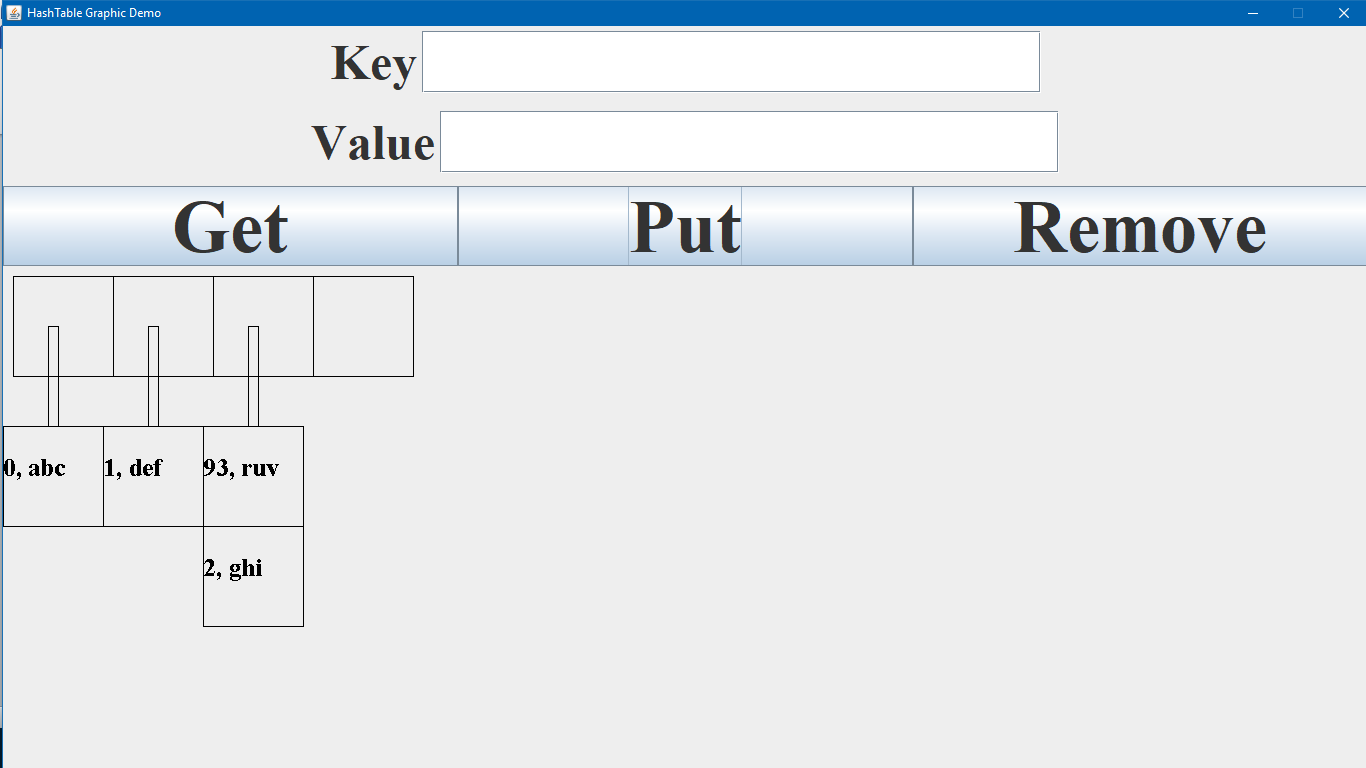 HashTable Graphic Demo
Key
Value
Get Put Remove
0, abc 1, def 93, ruv
2, ghi